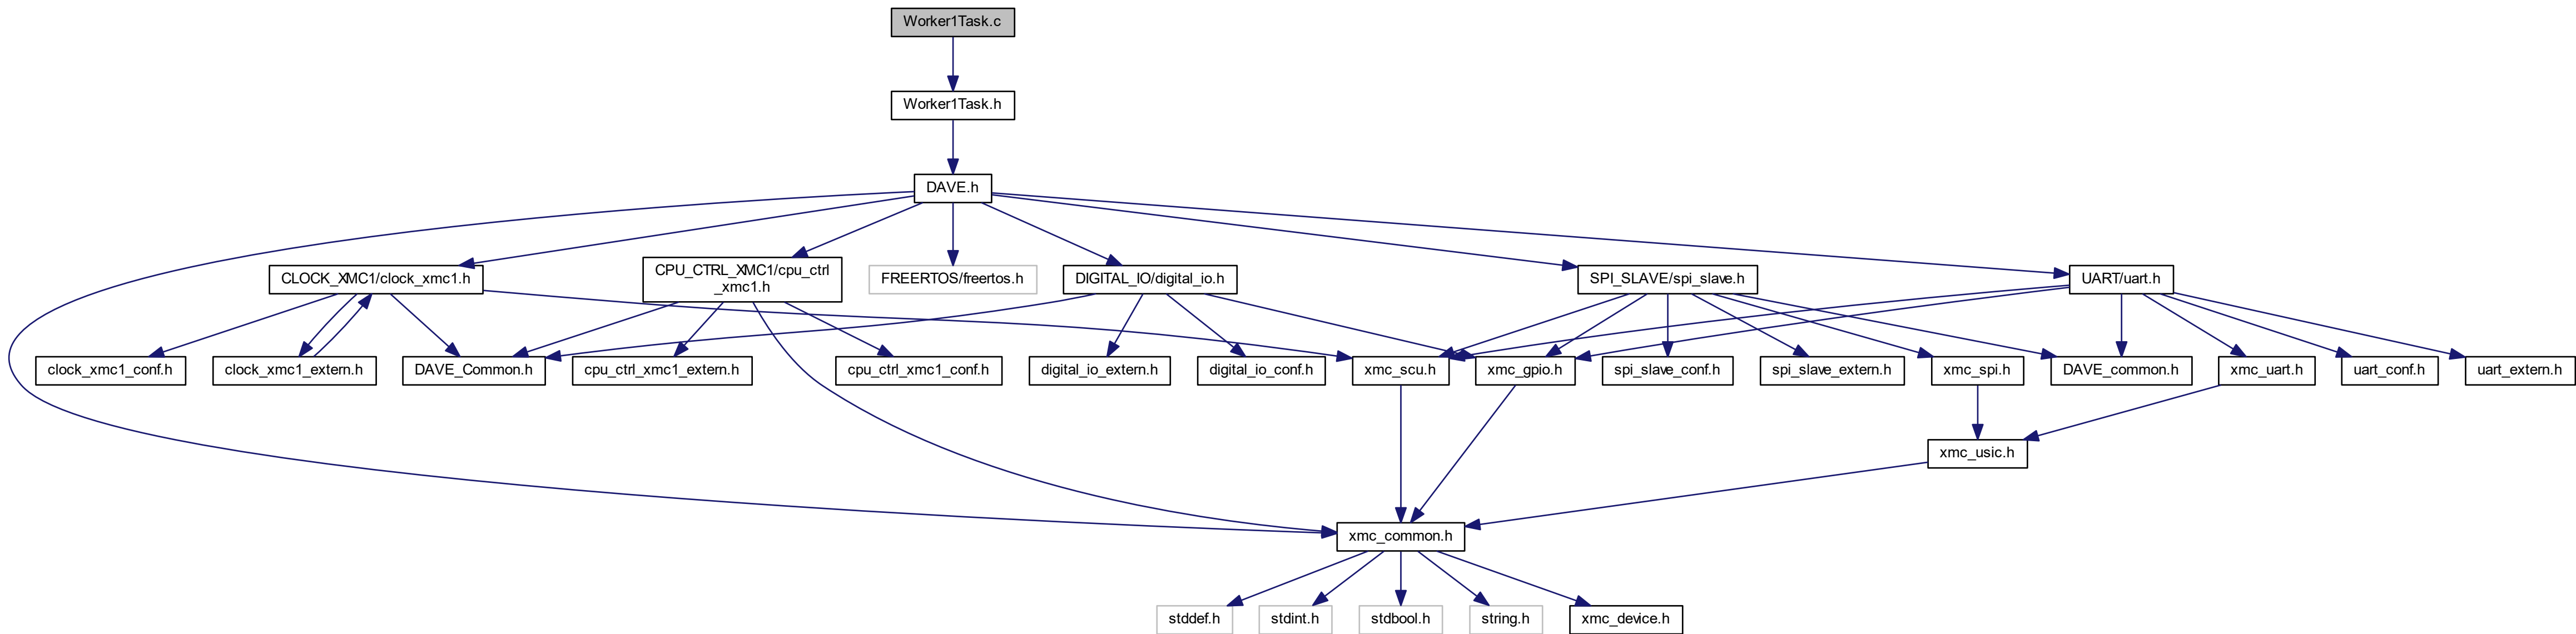 Worker1Task.c
Worker1Task.h
DAVE.h
CLOCK_XMC1/clock_xmc1.h
CPU_CTRL_XMC1/cpu_ctrl
_xmc1.h
FREERTOS/freertos.h
DIGITAL_IO/digital_io.h
SPI_SLAVE/spi_slave.h
UART/uart.h
clock_xmc1_conf.h
clock_xmc1_extern.h
DAVE_Common.h
cpu_ctrl_xmc1_extern.h
cpu_ctrl_xmc1_conf.h
digital_io_extern.h
digital_io_conf.h
xmc_scu.h
xmc_gpio.h
spi_slave_conf.h
spi_slave_extern.h
xmc_spi.h
DAVE_common.h
xmc_uart.h
uart_conf.h
uart_extern.h
xmc_usic.h
xmc_common.h
stddef.h
stdint.h
stdbool.h
string.h
xmc_device.h